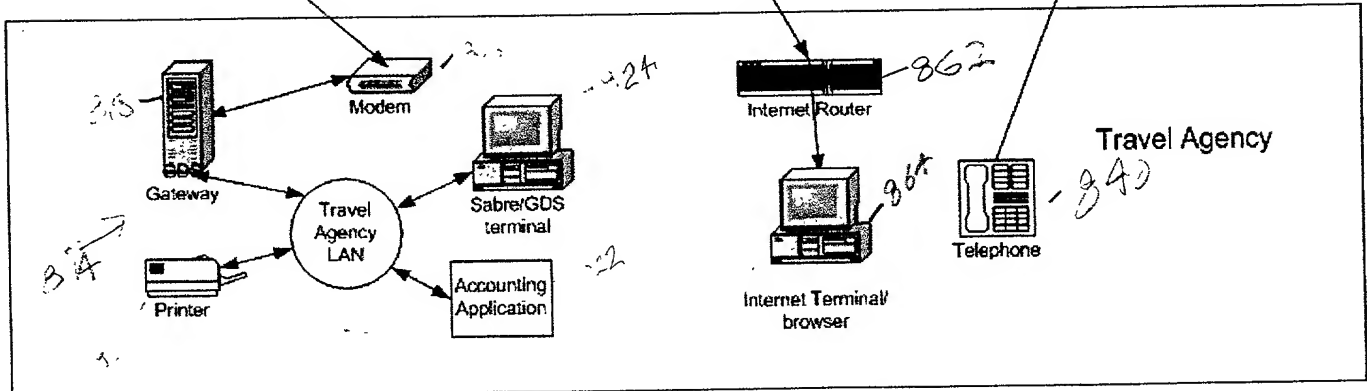 Modem
862
Internet Router
Travel Agency
Gateway
Travel
Agency
LAN
Sabre/GDS
terminal
864
840
Telephone
Printer
Accounting
Application
Internet Terminal/
browser